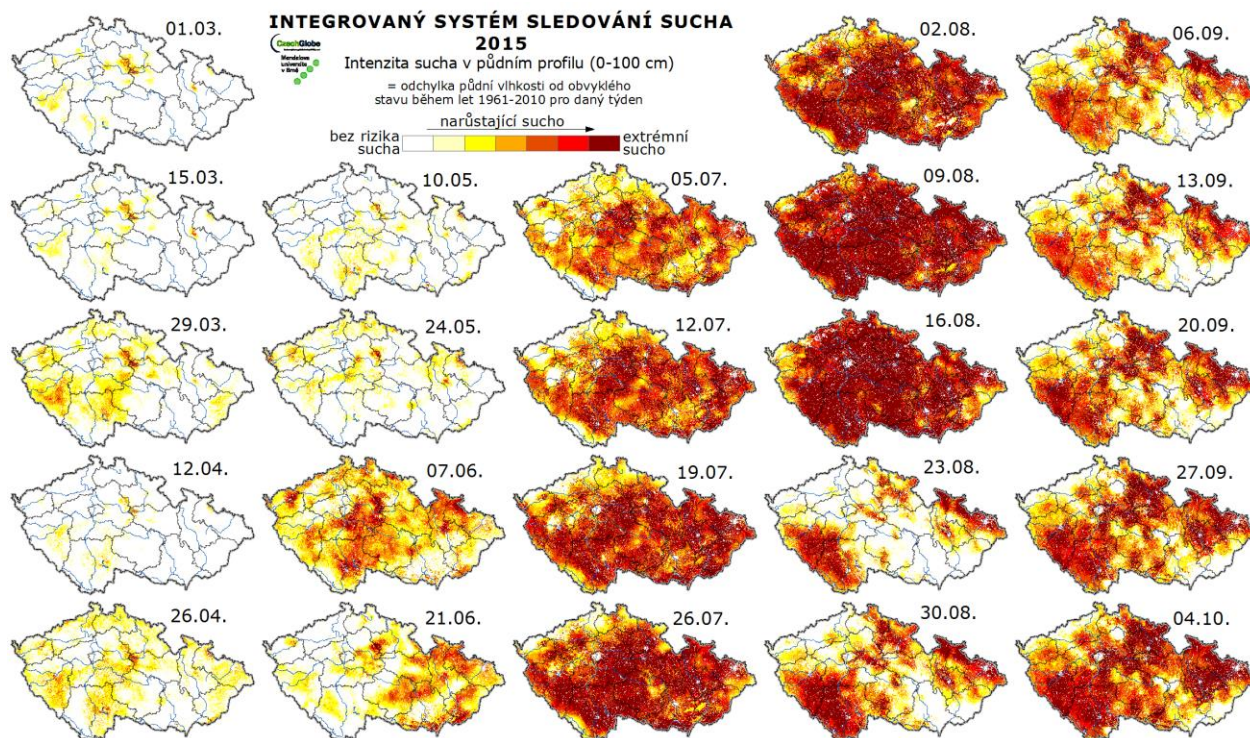 INTEGROVANÝ SYSTÉM SLEDOVÁNÍ SUCHA
2015
CzechGlobe
Mendelova
univerzita
v Brně
Intenzita sucha v půdním profilu (0-100 cm)
= odchylka půdní vlhkosti od obvyklého
stavu během let 1961-2010 pro daný týden
narůstající sucho
bez rizika
sucha
extrémní
sucho
01.03.
15.03.
29.03.
12.04.
26.04.
10.05.
24.05.
07.06.
21.06.
05.07.
12.07.
19.07.
26.07.
02.08.
09.08.
16.08.
23.08.
30.08.
06.09.
13.09.
20.09.
27.09.
04.10.